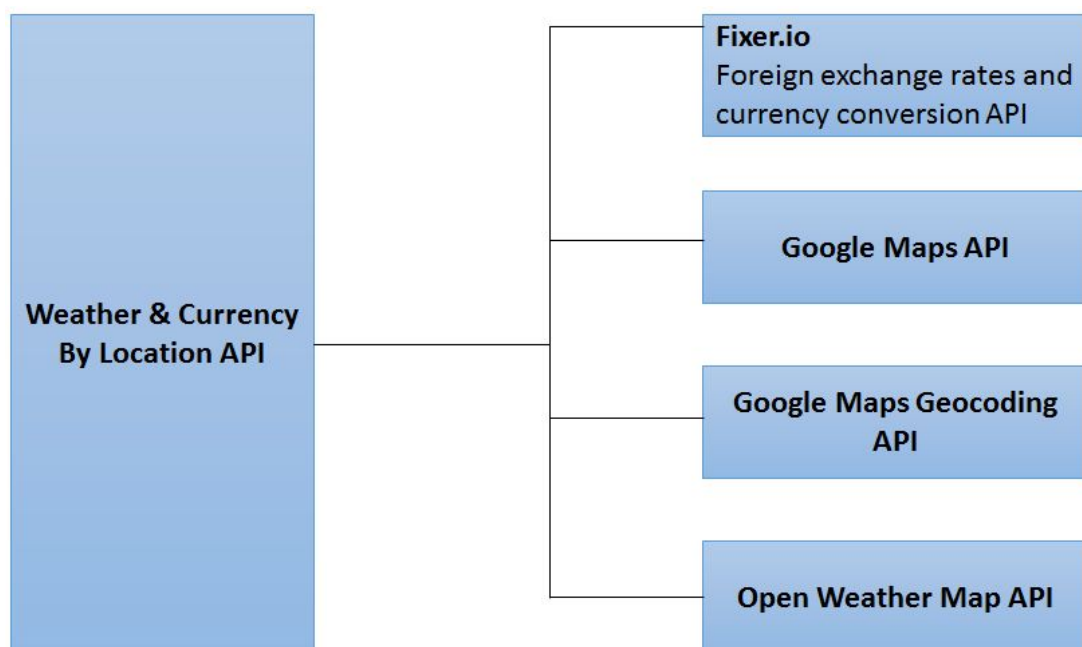 Weather & Currency
By Location API
Fixer.io
Foreign exchange rates and
currency conversion API
Google Maps API
Google Maps Geocoding
API
Open Weather Map API